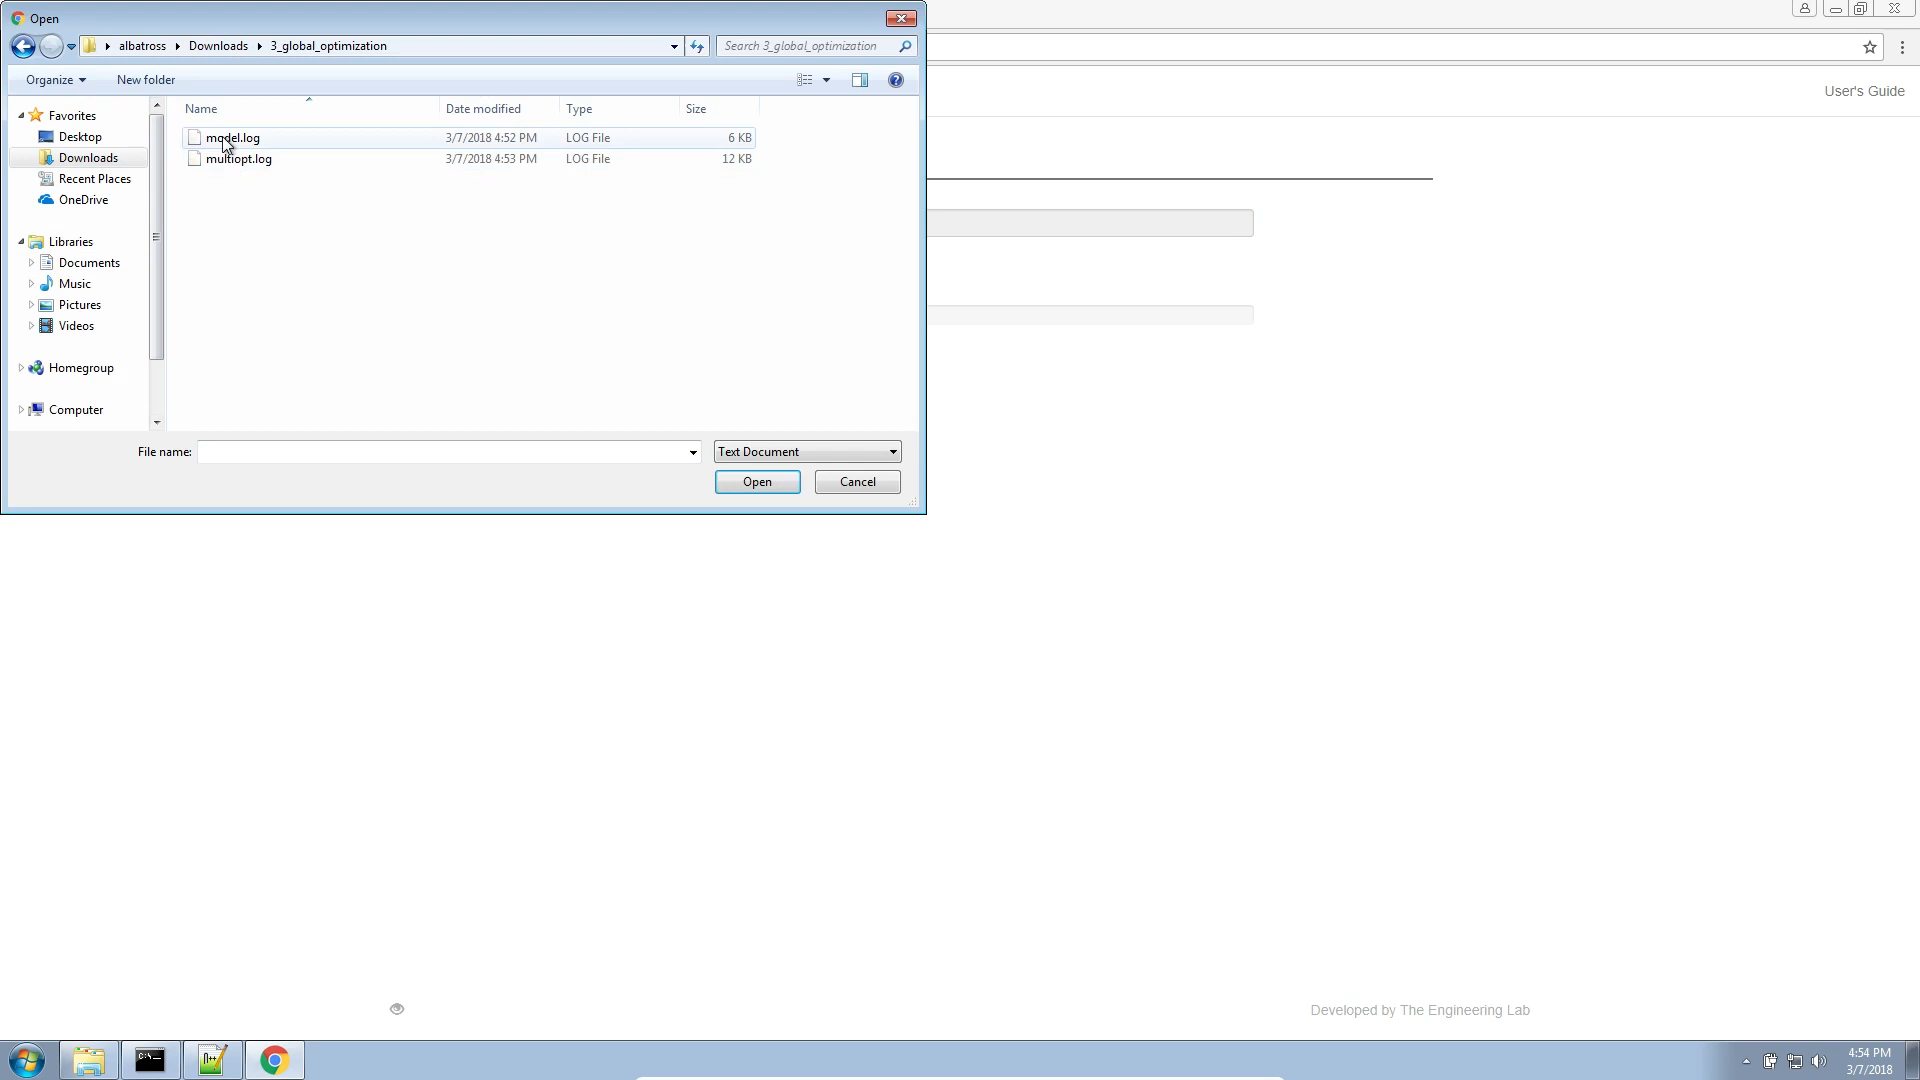 Open
albatross Downloads 3_global_optimization
Search 3_global_optimization
Organize New folder
User's Guide
Favorites
Desktop
Downloads
Recent Places
OneDrive
Libraries
Documents
Music
Pictures
Videos
Homegroup
Computer
Name Date modified Type Size
model.log 3/7/2018 4:52 PM LOG File 6 KB
multiopt.log 3/7/2018 4:53 PM LOG File 12 KB
File name:
Text Document
Open Cancel
Developed by The Engineering Lab
4:54 PM
3/7/2018